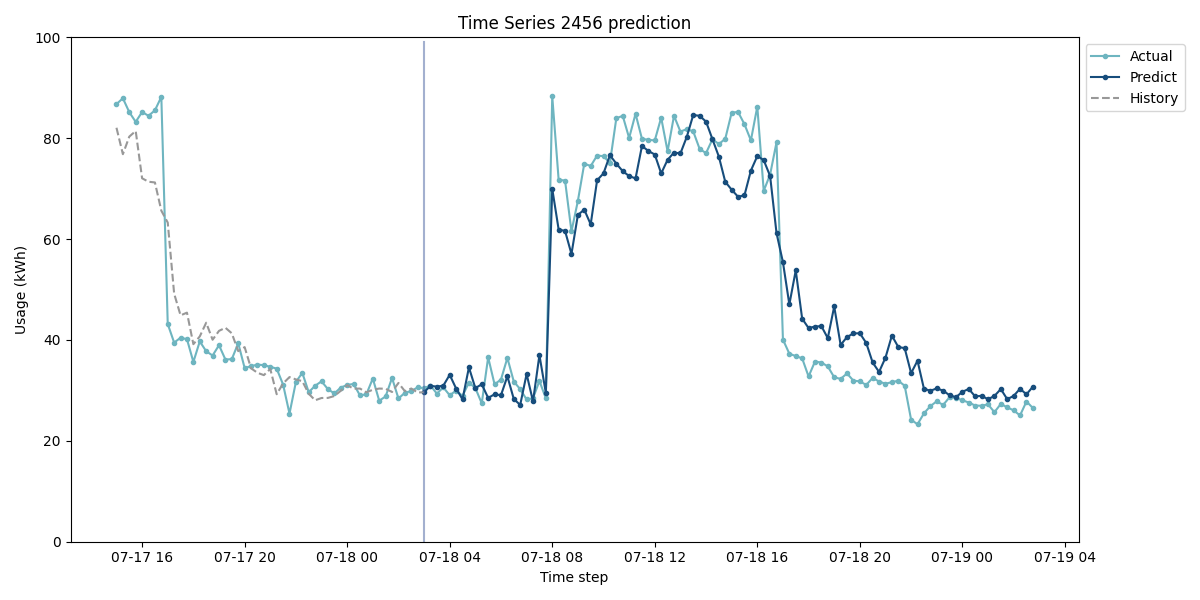 Time Series 2456 prediction
100
80
60
40
20
0
Usage (kWh)
07-17 16
07-17 20
07-18 00
07-18 04
07-18 08
07-18 12
07-18 16
07-18 20
07-19 00
07-19 04
Time step
Actual
Predict
History